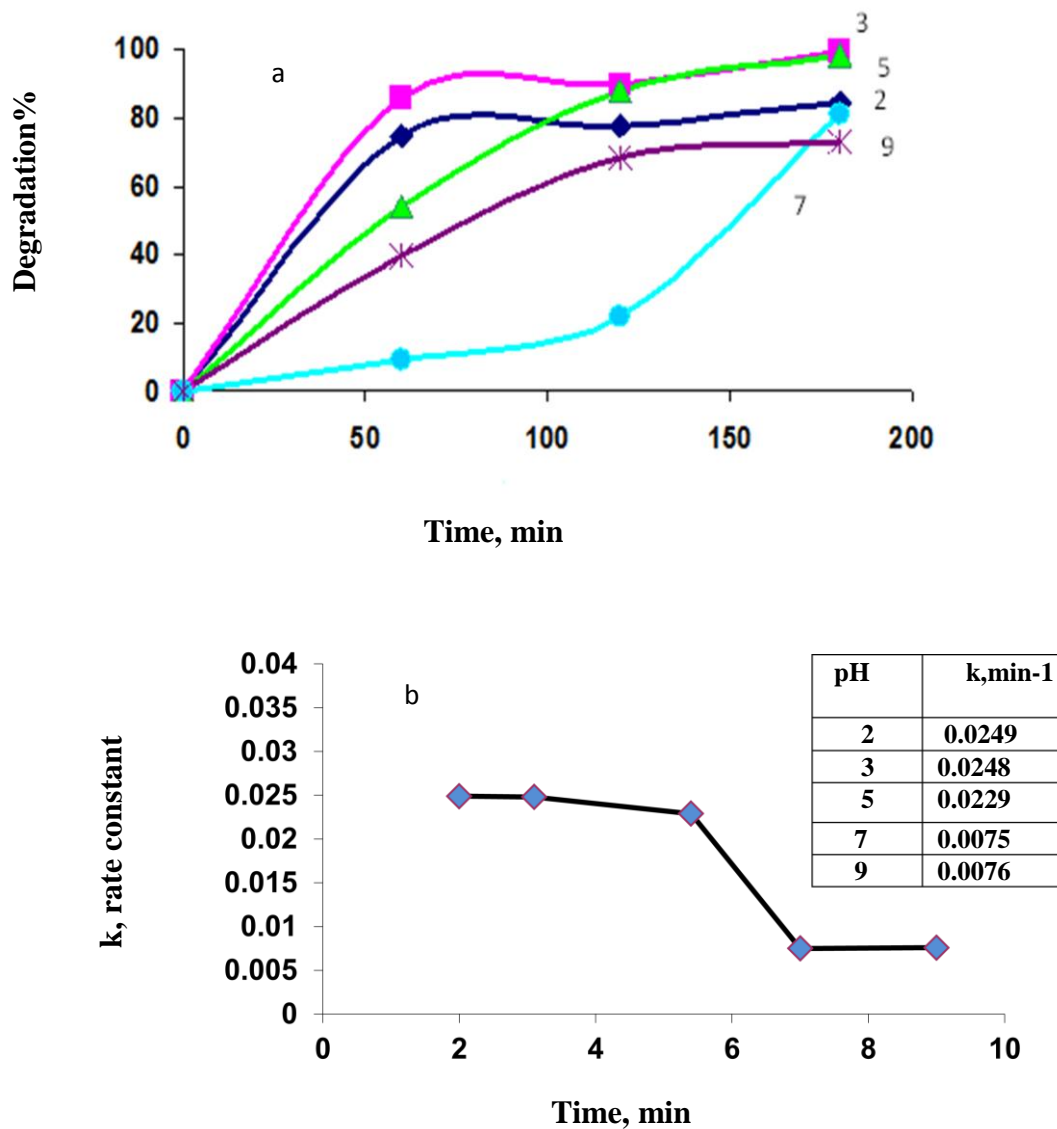 a
Degradation%
100
80
60
40
20
0
3
5
2
9
7
0 50 100 150 200
Time, min
b
k, rate constant
0.04
0.035
0.03
0.025
0.02
0.015
0.01
0.005
0
0 2 4 6 8 10
Time, min
pH k,min-1
2 0.0249
3 0.0248
5 0.0229
7 0.0075
9 0.0076